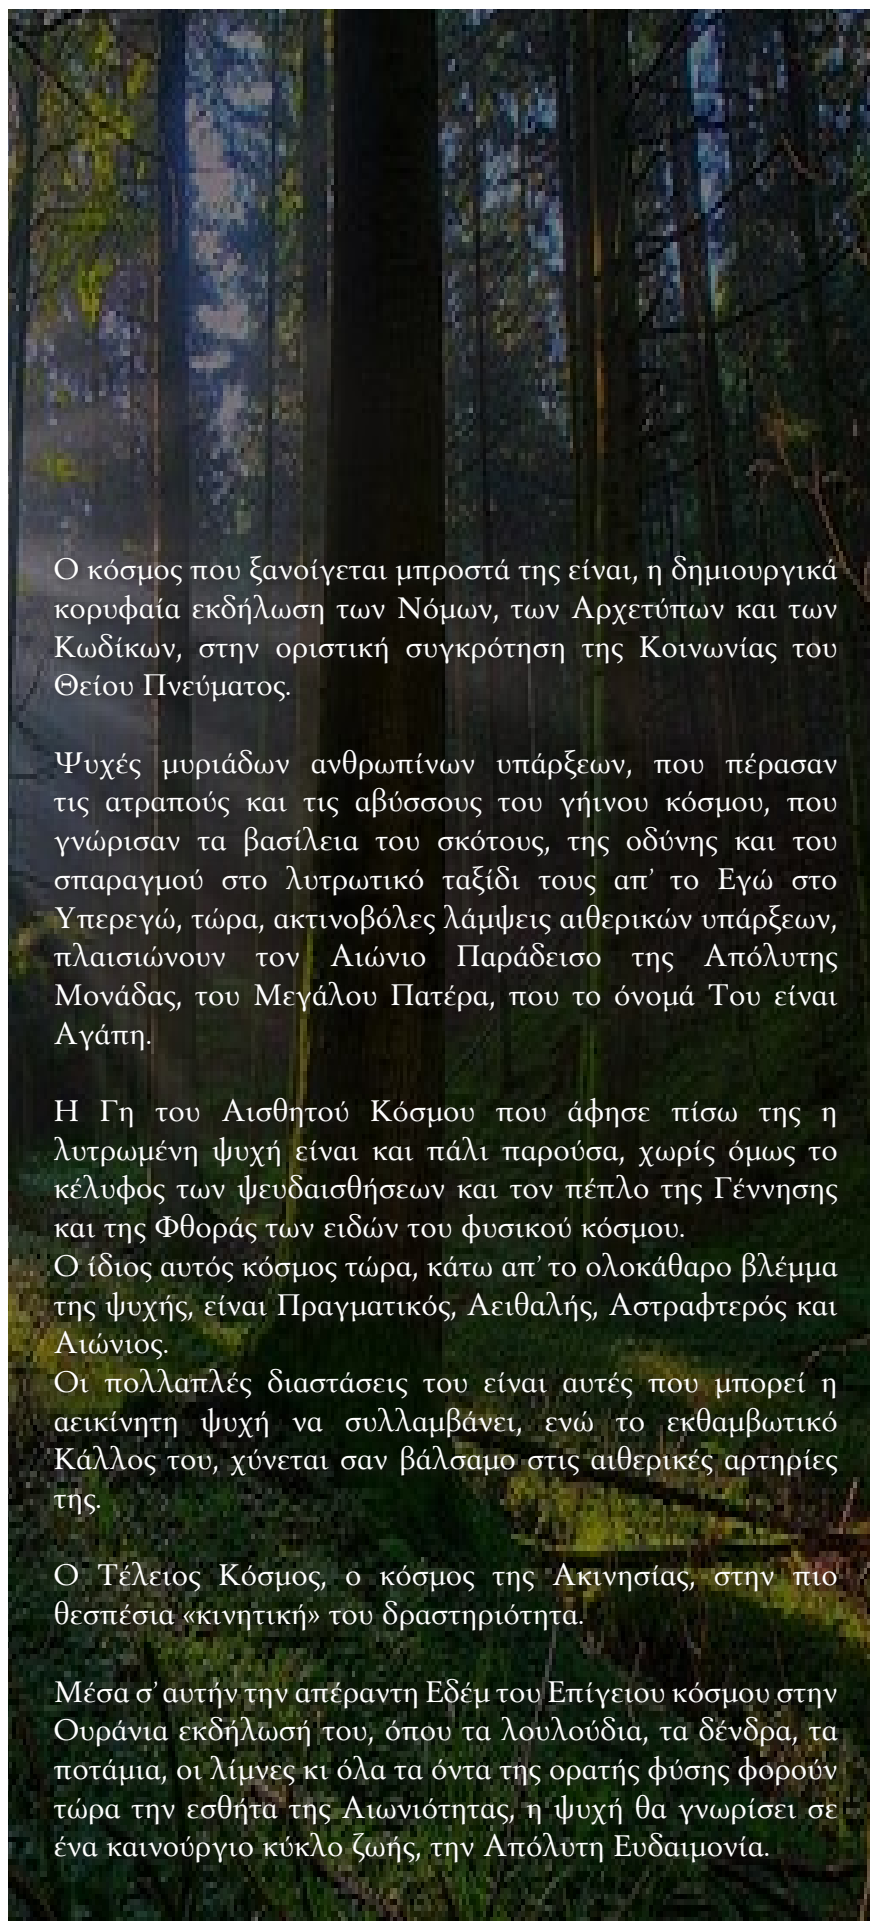 Ο κόσμος που ξανοίγεται μπροστά της είναι, η δημιουργικά
κορυφαία εκδήλωση των Νόμων, των Αρχετύπων και των
Κωδίκων, στην οριστική συγκρότηση της Κοινωνίας του
Θείου Πνεύματος.
Ψυχές μυριάδων ανθρωπίνων υπάρξεων, που πέρασαν
τις ατραπούς και τις αβύσσους του γήινου κόσμου, που
γνώρισαν τα βασίλεια του σκότους, της οδύνης και του
σπαραγμού στο λυτρωτικό ταξίδι τους απ’ το Εγώ στο
Υπερεγώ, τώρα, ακτινοβόλες λάμψεις αιθερικών υπάρξεων,
πλαισιώνουν τον Αιώνιο Παράδεισο της Απόλυτης
Μονάδας, του Μεγάλου Πατέρα, που το όνομά Του είναι
Αγάπη.
Η Γη του Αισθητού Κόσμου που άφησε πίσω της η
λυτρωμένη ψυχή είναι και πάλι παρούσα, χωρίς όμως το
κέλυφος των ψευδαισθήσεων και τον πέπλο της Γέννησης
και της Φθοράς των ειδών του φυσικού κόσμου.
Ο ίδιος αυτός κόσμος τώρα, κάτω απ’ το ολοκάθαρο βλέμμα
της ψυχής, είναι Πραγματικός, Αειθαλής, Αστραφτερός και
Αιώνιος.
Οι πολλαπλές διαστάσεις του είναι αυτές που μπορεί η
αεικίνητη ψυχή να συλλαμβάνει, ενώ το εκθαμβωτικό
Κάλλος του, χύνεται σαν βάλσαμο στις αιθερικές αρτηρίες
της.
Ο Τέλειος Κόσμος, ο κόσμος της Ακινησίας, στην πιο
θεσπέσια «κινητική» του δραστηριότητα.
Μέσα σ’ αυτήν την απέραντη Εδέμ του Επίγειου κόσμου στην
Ουράνια εκδήλωσή του, όπου τα λουλούδια, τα δένδρα, τα
ποτάμια, οι λίμνες κι όλα τα όντα της ορατής φύσης φορούν
τώρα την εσθήτα της Αιωνιότητας, η ψυχή θα γνωρίσει σε
ένα καινούργιο κύκλο ζωής, την Απόλυτη Ευδαιμονία.